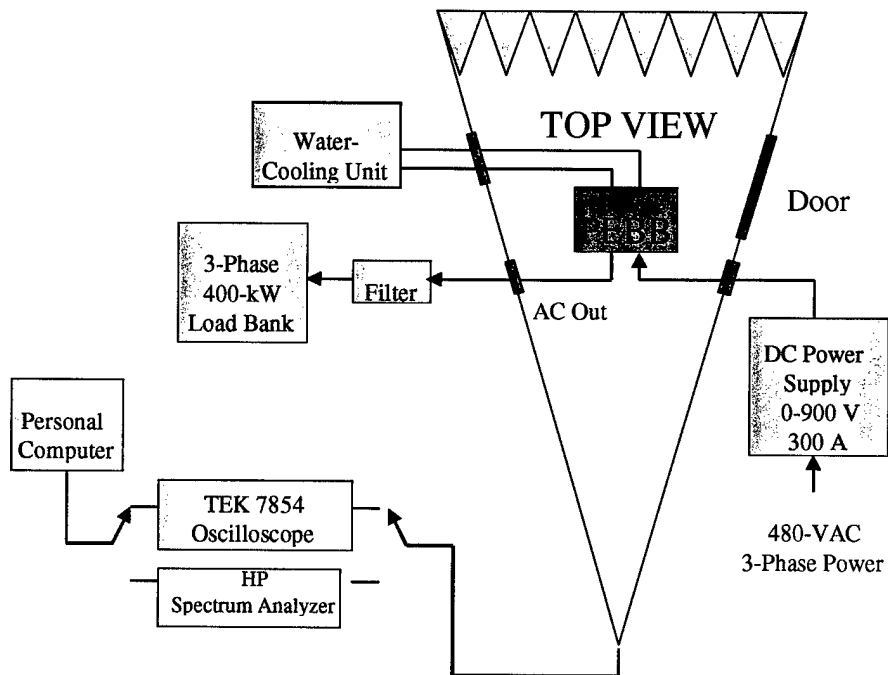 TOP VIEW
Water-
Cooling Unit
Door
3-Phase
400-kW
Load Bank
Filter
AC Out
DC Power
Supply
0-900 V
300 A
480-VAC
3-Phase Power
Personal
Computer
TEK 7854
Oscilloscope
HP
Spectrum Analyzer